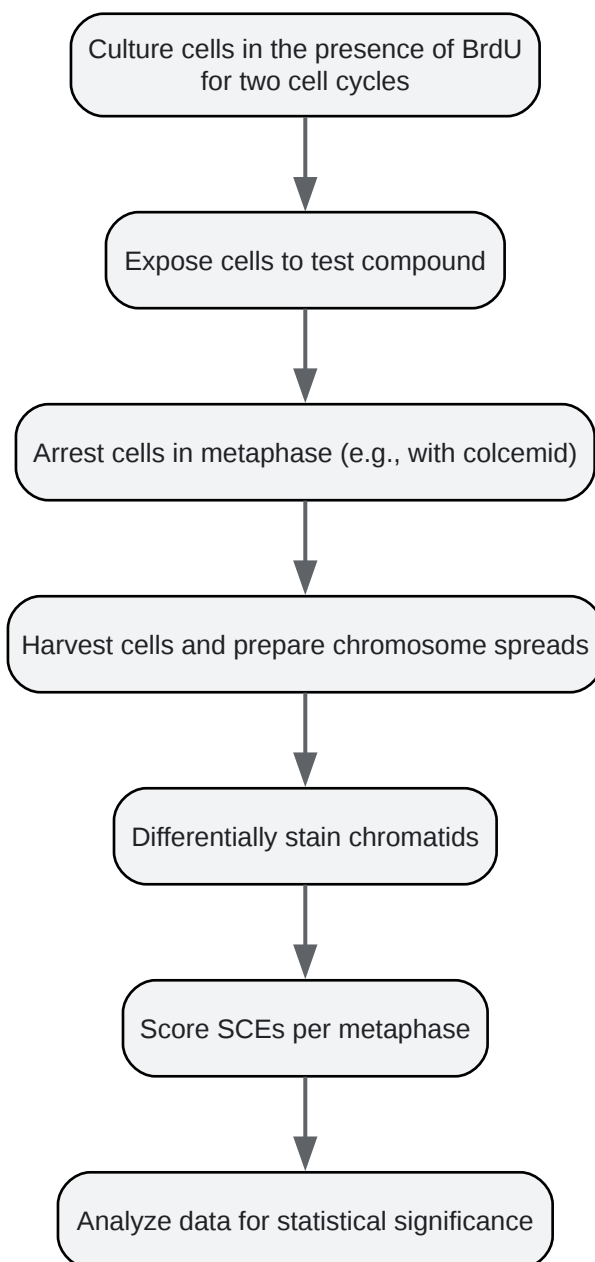 Culture cells in the presence of BrdU
for two cell cycles
Expose cells to test compound
Arrest cells in metaphase (e.g., with colcemid)
Harvest cells and prepare chromosome spreads
Differentially stain chromatids
Score SCEs per metaphase
Analyze data for statistical significance